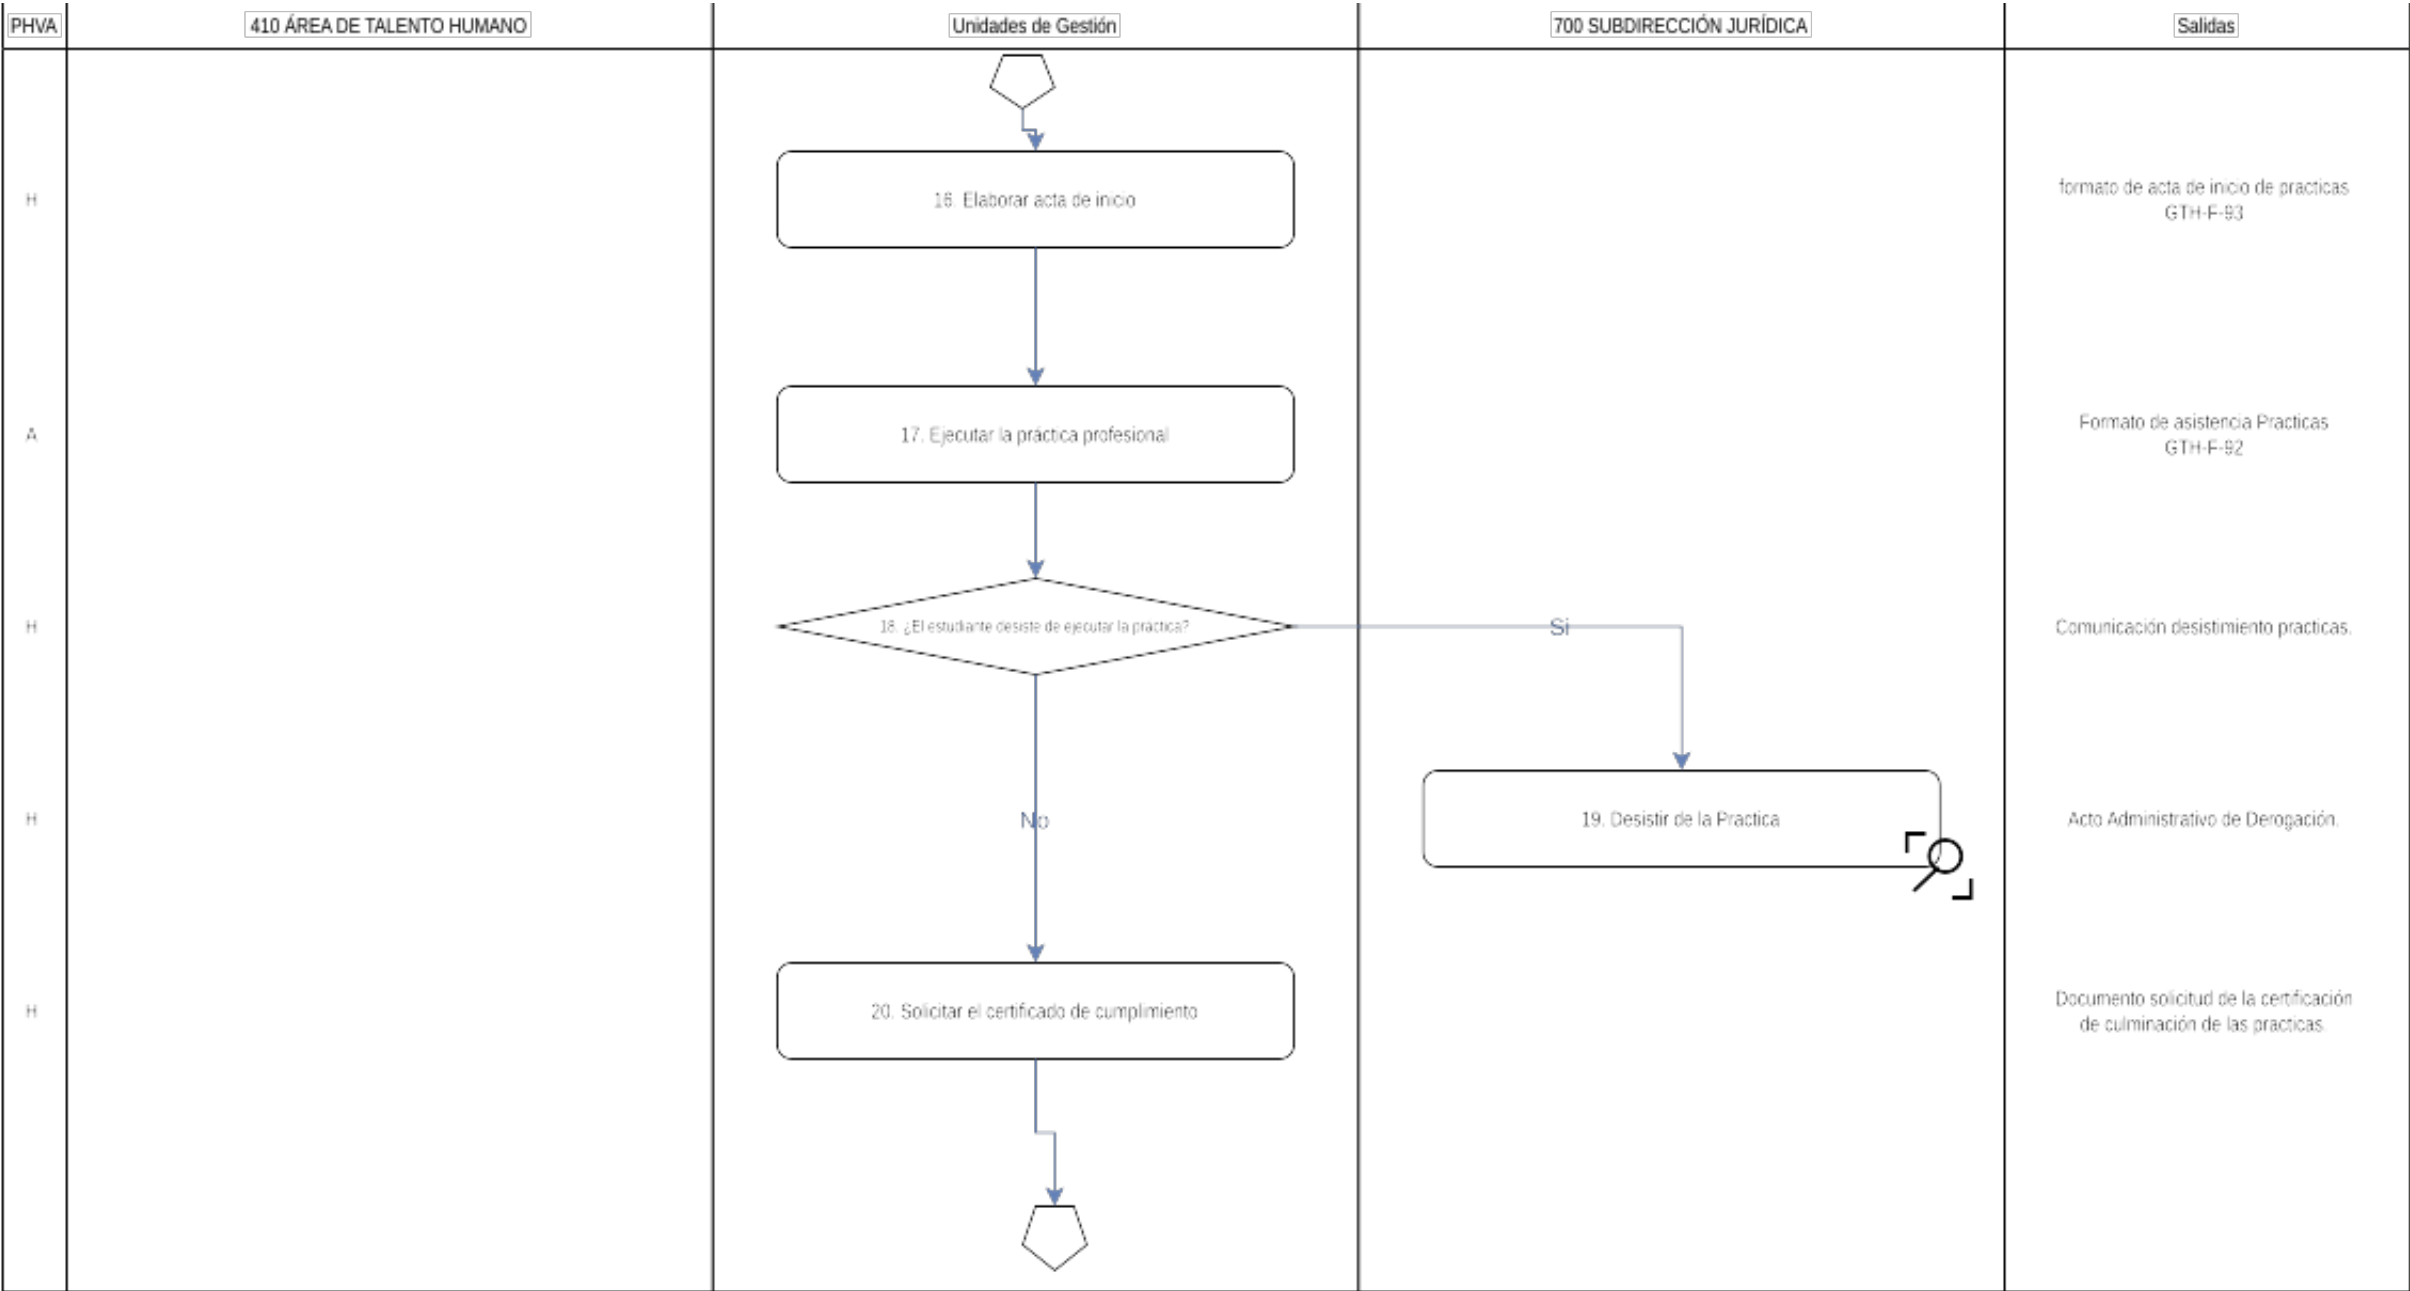 PHVA
410 ÁREA DE TALENTO HUMANO
Unidades de Gestión
700 SUBDIRECCIÓN JURÍDICA
Salidas
H
16. Elaborar acta de inicio
formato de acta de inicio de practicas
GTH-F-93
A
17. Ejecutar la práctica profesional
Formato de asistencia Practicas
GTH-F-92
H
18. ¿El estudiante desiste de ejecutar la practica?
Si
Comunicación desistimiento practicas.
H
No
19. Desistir de la Practica
Acto Administrativo de Derogación.
H
20. Solicitar el certificado de cumplimiento
Documento solicitud de la certificación
de culminación de las practicas.